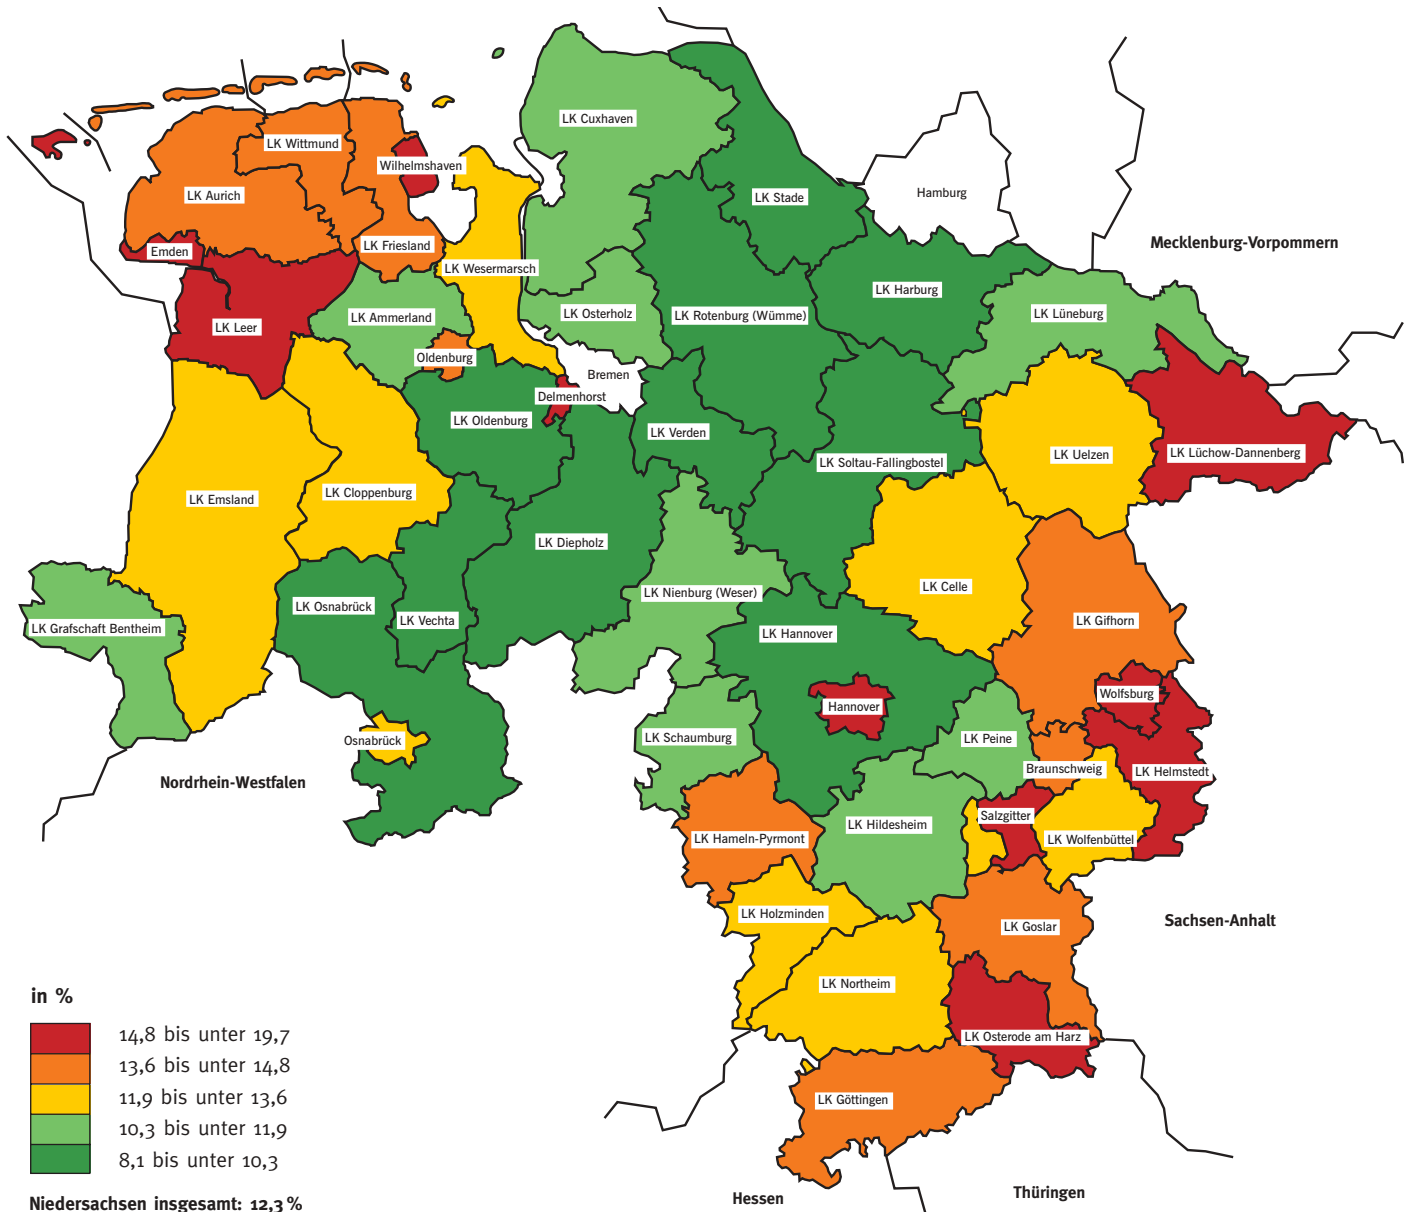 LK Cuxhaven
LK Wittmund
Wilhelmshaven
LK Aurich
LK Stade
Hamburg
Emden
LK Friesland
Mecklenburg-Vorpommern
LK Wesermarsch
LK Harburg
LK Ammerland
LK Osterholz
LK Rotenburg (Wümme)
LK Lüneburg
LK Leer
Oldenburg
Bremen
Delmenhorst
LK Oldenburg
LK Verden
LK Uelzen
LK Lüchow-Dannenberg
LK Soltau-Fallingbostel
LK Emsland
LK Cloppenburg
LK Diepholz
LK Celle
LK Nienburg (Weser)
LK Osnabrück
LK Vechta
LK Grafschaft Bentheim
LK Hannover
LK Gifhorn
Wolfsburg
Hannover
Osnabrück
LK Schaumburg
LK Peine
Braunschweig
LK Helmstedt
Nordrhein-Westfalen
Salzgitter
LK Hameln-Pyrmont
LK Hildesheim
LK Wolfenbüttel
LK Holzminden
LK Goslar
Sachsen-Anhalt
LK Northeim
LK Osterode am Harz
LK Göttingen
Hessen
Thüringen
in %
14,8 bis unter 19,7
13,6 bis unter 14,8
11,9 bis unter 13,6
10,3 bis unter 11,9
8,1 bis unter 10,3
Niedersachsen insgesamt: 12,3 %